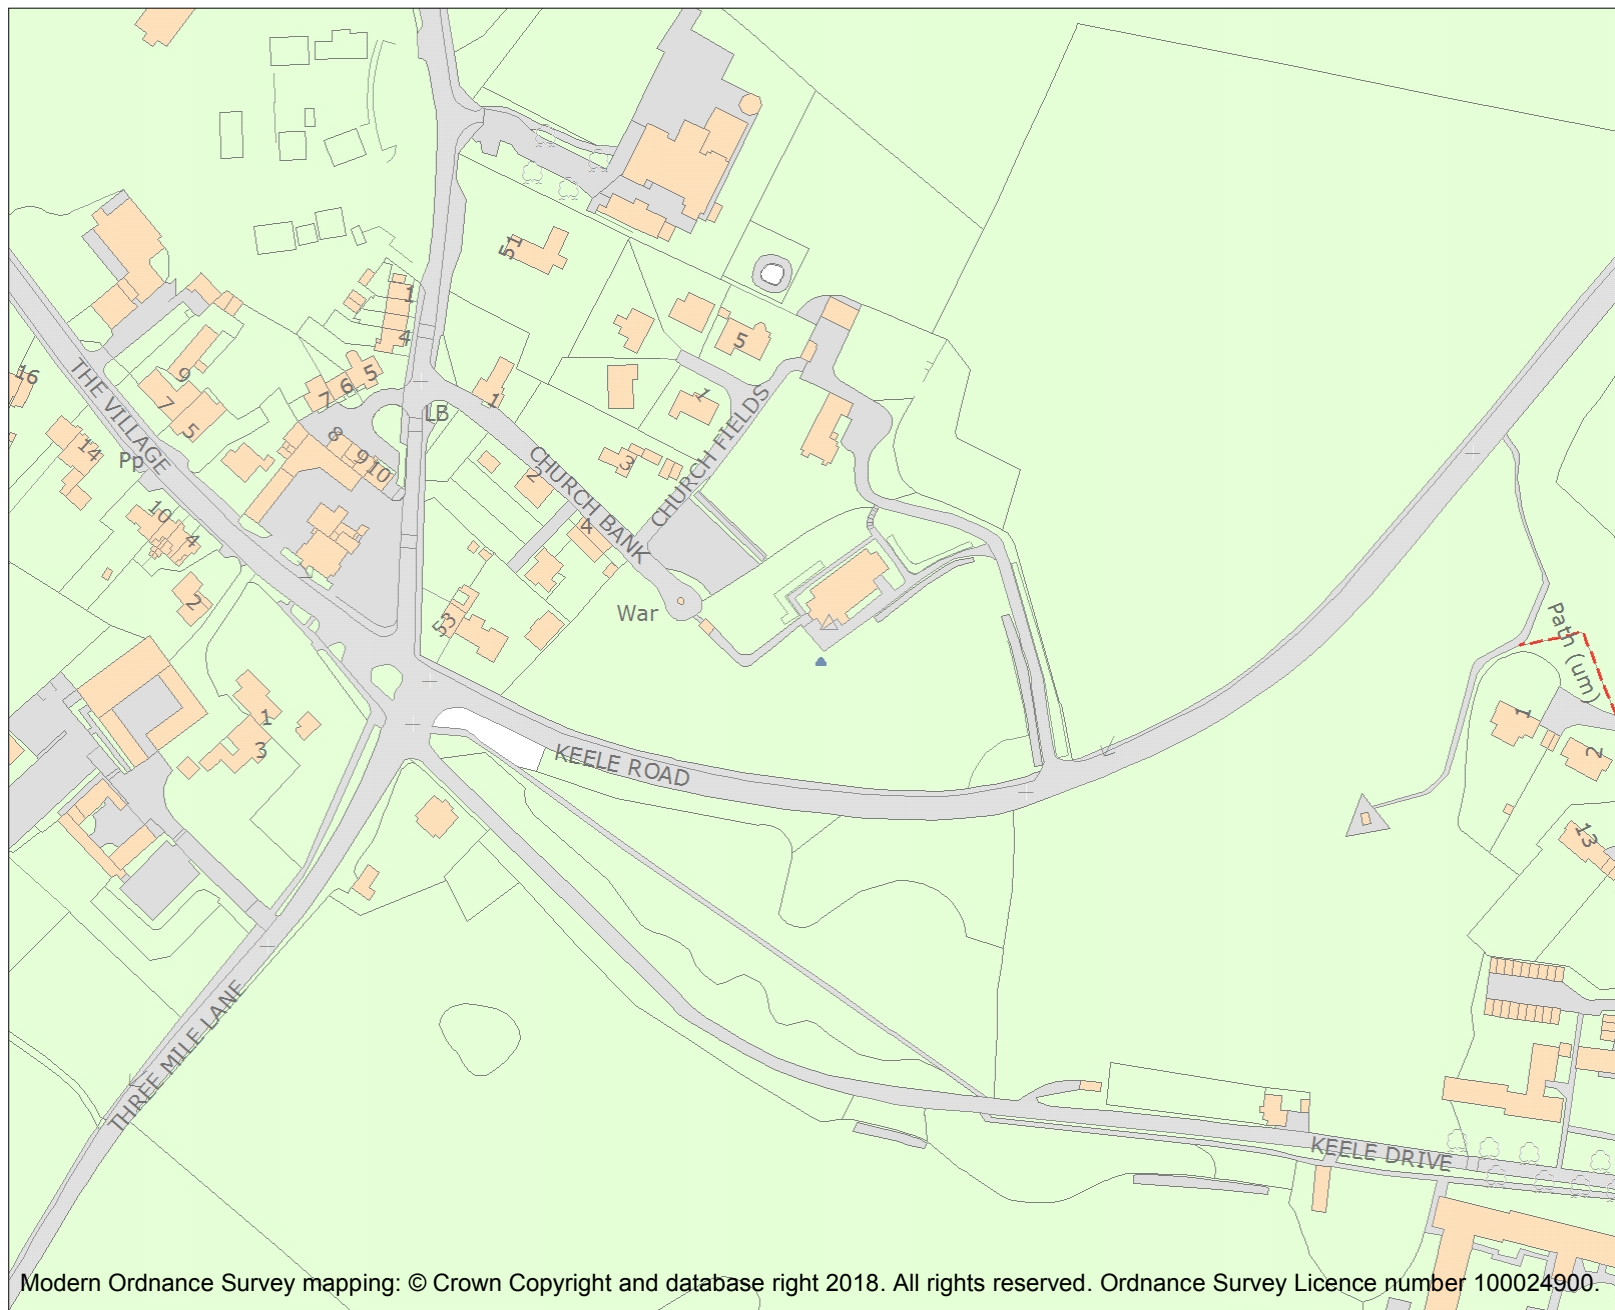 51
1
5
4
16
9
5
6
7
1
1
LB
7
5
8
9
10
CHURCH FIELDS
THE VILLAGE
14
Pp
3
2
CHURCH BANK
10
4
4
2
War
53
Path (um)
1
3
1
2
KEELE ROAD
13
THREE MILE LANE
KEELE DRIVE
Modern Ordnance Survey mapping: © Crown Copyright and database right 2018. All rights reserved. Ordnance Survey Licence number 100024900.